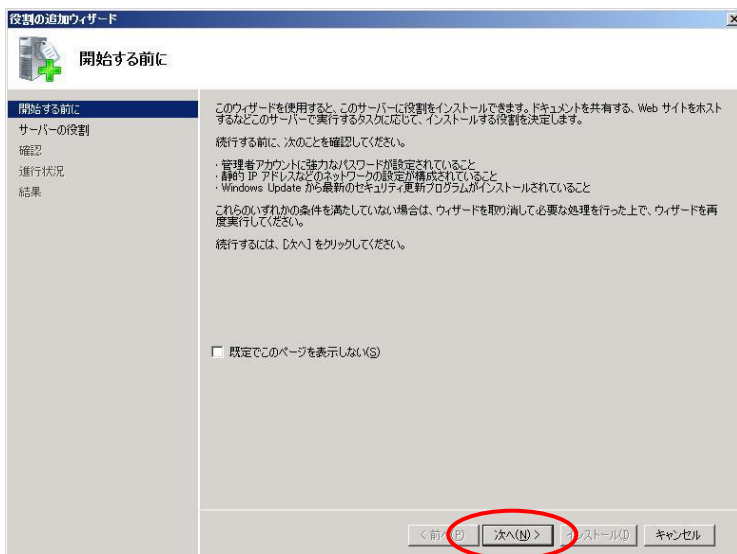 役割の追加ウィザード
開始する前に
開始する前に
サーバーの役割
確認
進行状況
結果
このウィザードを使用すると、このサーバーに役割をインストールできます。ドキュメントを共有する、Web サイトをホスト
するなどこのサーバーで実行するタスクに応じて、インストールする役割を決定します。
続行する前に、次のことを確認してください。
・管理者アカウントに強力なパスワードが設定されていること
・静的 IP アドレスなどのネットワークの設定が構成されていること
・Windows Update から最新のセキュリティ更新プログラムがインストールされていること
これらのいずれかの条件を満たしていない場合は、ウィザードを取り消して必要な処理を行った上で、ウィザードを再
度実行してください。
続行するには、[次へ] をクリックしてください。
既定でこのページを表示しない(S)
< 前へ(P) 次へ(N) > インストール(I) キャンセル